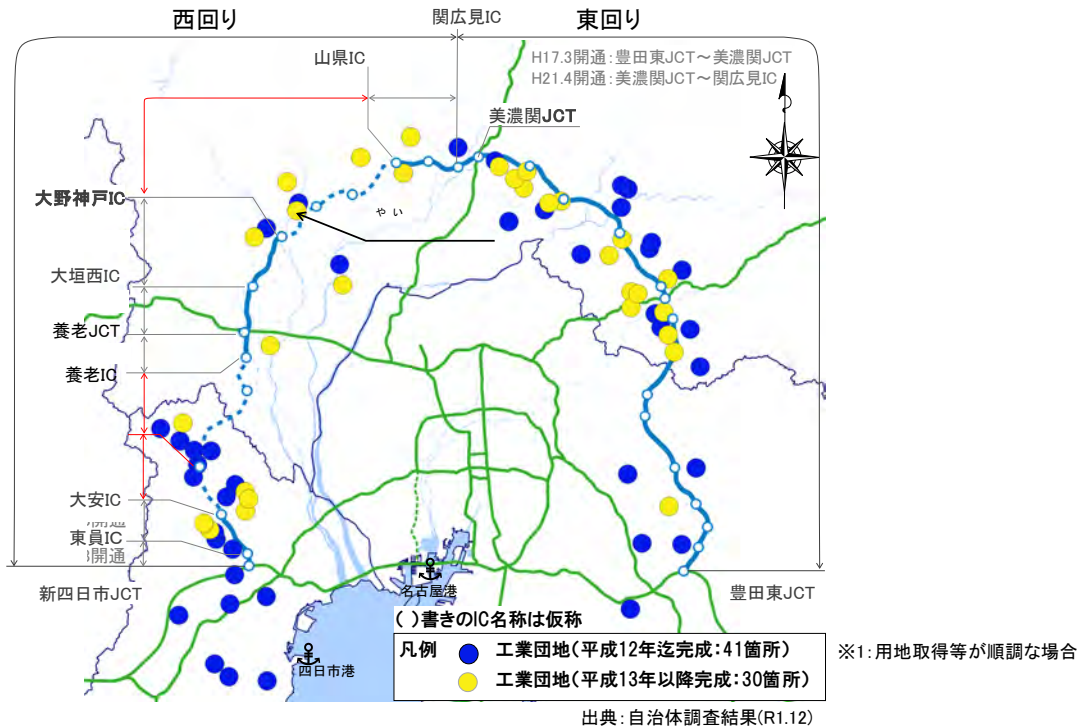 西回り
関広見IC
東回り
山県IC
H17.3開通:豊田東JCT～美濃関JCT
H21.4開通:美濃関JCT～関広見IC
美濃関JCT
大野神戸IC
やい
大垣西IC
養老JCT
養老IC
大安IC
開通
東員IC
開通
新四日市JCT
豊田東JCT
名古屋港
四日市港
( )書きのIC名称は仮称
凡例
工業団地(平成12年迄完成:41箇所)
工業団地(平成13年以降完成:30箇所)
※1:用地取得等が順調な場合
出典:自治体調査結果(R1.12)